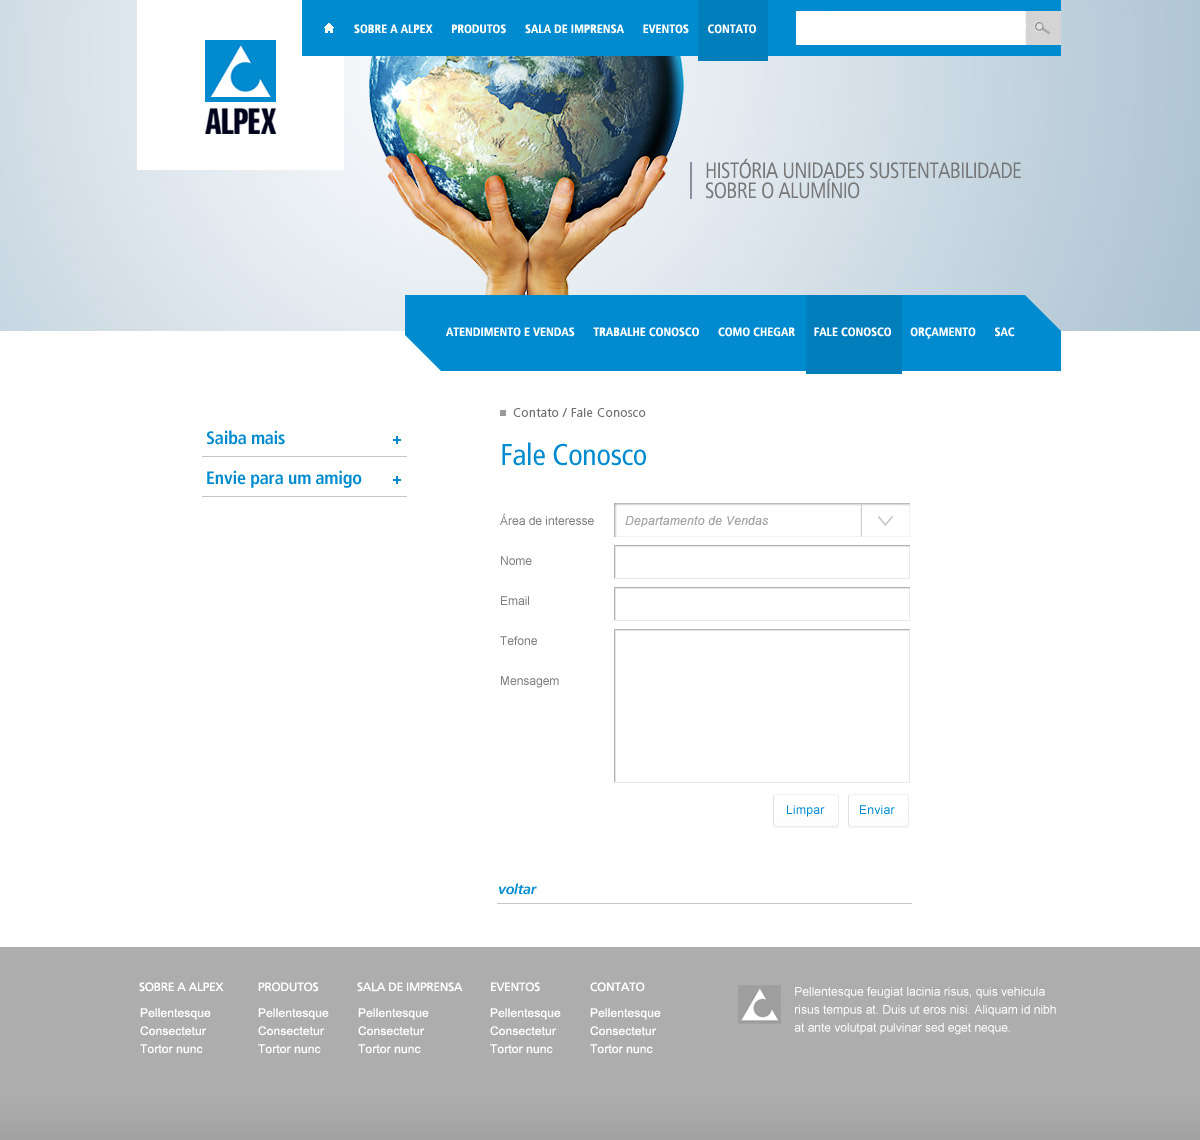 SOBRE A ALPEX PRODUTOS SALA DE IMPRENSA EVENTOS CONTATO
ALPEX
HISTÓRIA UNIDADES SUSTENTABILIDADE
SOBRE O ALUMÍNIO
ATENDIMENTO E VENDAS TRABALHE CONOSCO COMO CHEGAR FALE CONOSCO ORÇAMENTO SAC
Saiba mais +
Envie para um amigo +
Contato / Fale Conosco
Fale Conosco
Área de interesse Departamento de Vendas
Nome
Email
Tefone
Mensagem
Limpar Enviar
voltar
SOBRE A ALPEX
Pellentesque
Consectetur
Tortor nunc
PRODUTOS
Pellentesque
Consectetur
Tortor nunc
SALA DE IMPRENSA
Pellentesque
Consectetur
Tortor nunc
EVENTOS
Pellentesque
Consectetur
Tortor nunc
CONTATO
Pellentesque
Consectetur
Tortor nunc
Pellentesque feugiat lacinia risus, quis vehicula
risus tempus at. Duis ut eros nisi. Aliquam id nibh
at ante volutpat pulvinar sed eget neque.